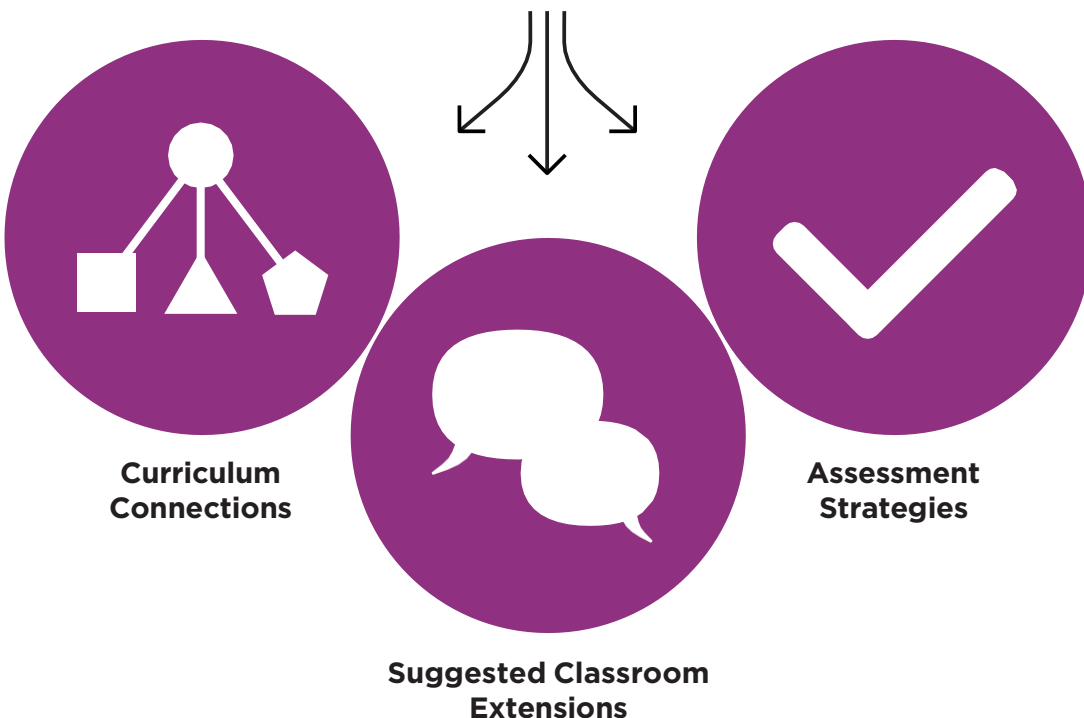 Curriculum
Connections
Suggested Classroom
Extensions
Assessment
Strategies